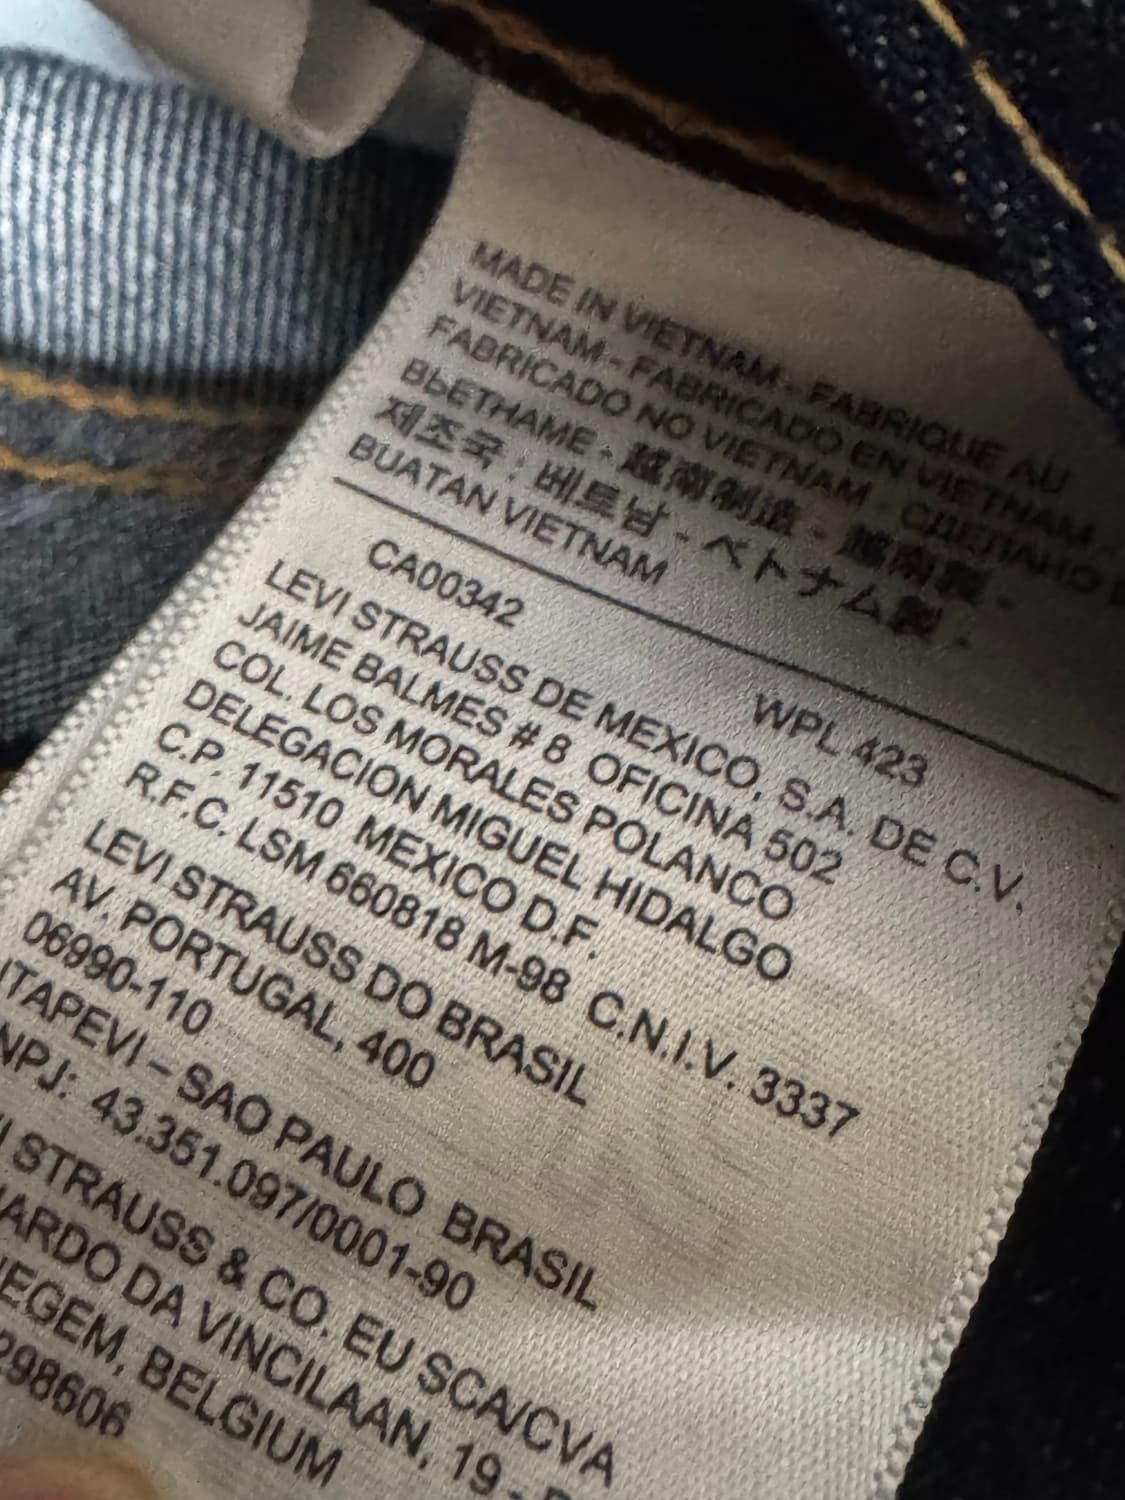 MADE IN VIETNAM - FABRIQUE AU
VIETNAM - FABRICADO EN VIETNAM -
FABRICADO NO VIETNAM - СДЕЛАНО
ВЬЕТНАМЕ - 越南制造 - 越南製 -
제조국 : 베트남 - ベトナム製 -
BUATAN VIETNAM
CA00342 WPL 423
LEVI STRAUSS DE MEXICO, S.A. DE C.V.
JAIME BALMES # 8 OFICINA 502
COL. LOS MORALES POLANCO
DELEGACION MIGUEL HIDALGO
C.P. 11510 MEXICO D.F.
R.F.C. LSM 660818 M-98 C.N.I.V. 3337
LEVI STRAUSS DO BRASIL
AV. PORTUGAL, 400
06990-110
ITAPEVI – SAO PAULO BRASIL
NPJ: 43.351.097/0001-90
STRAUSS & CO. EU SCA/CVA
ARDO DA VINCILAAN, 19 -
EGEM, BELGIUM
298606